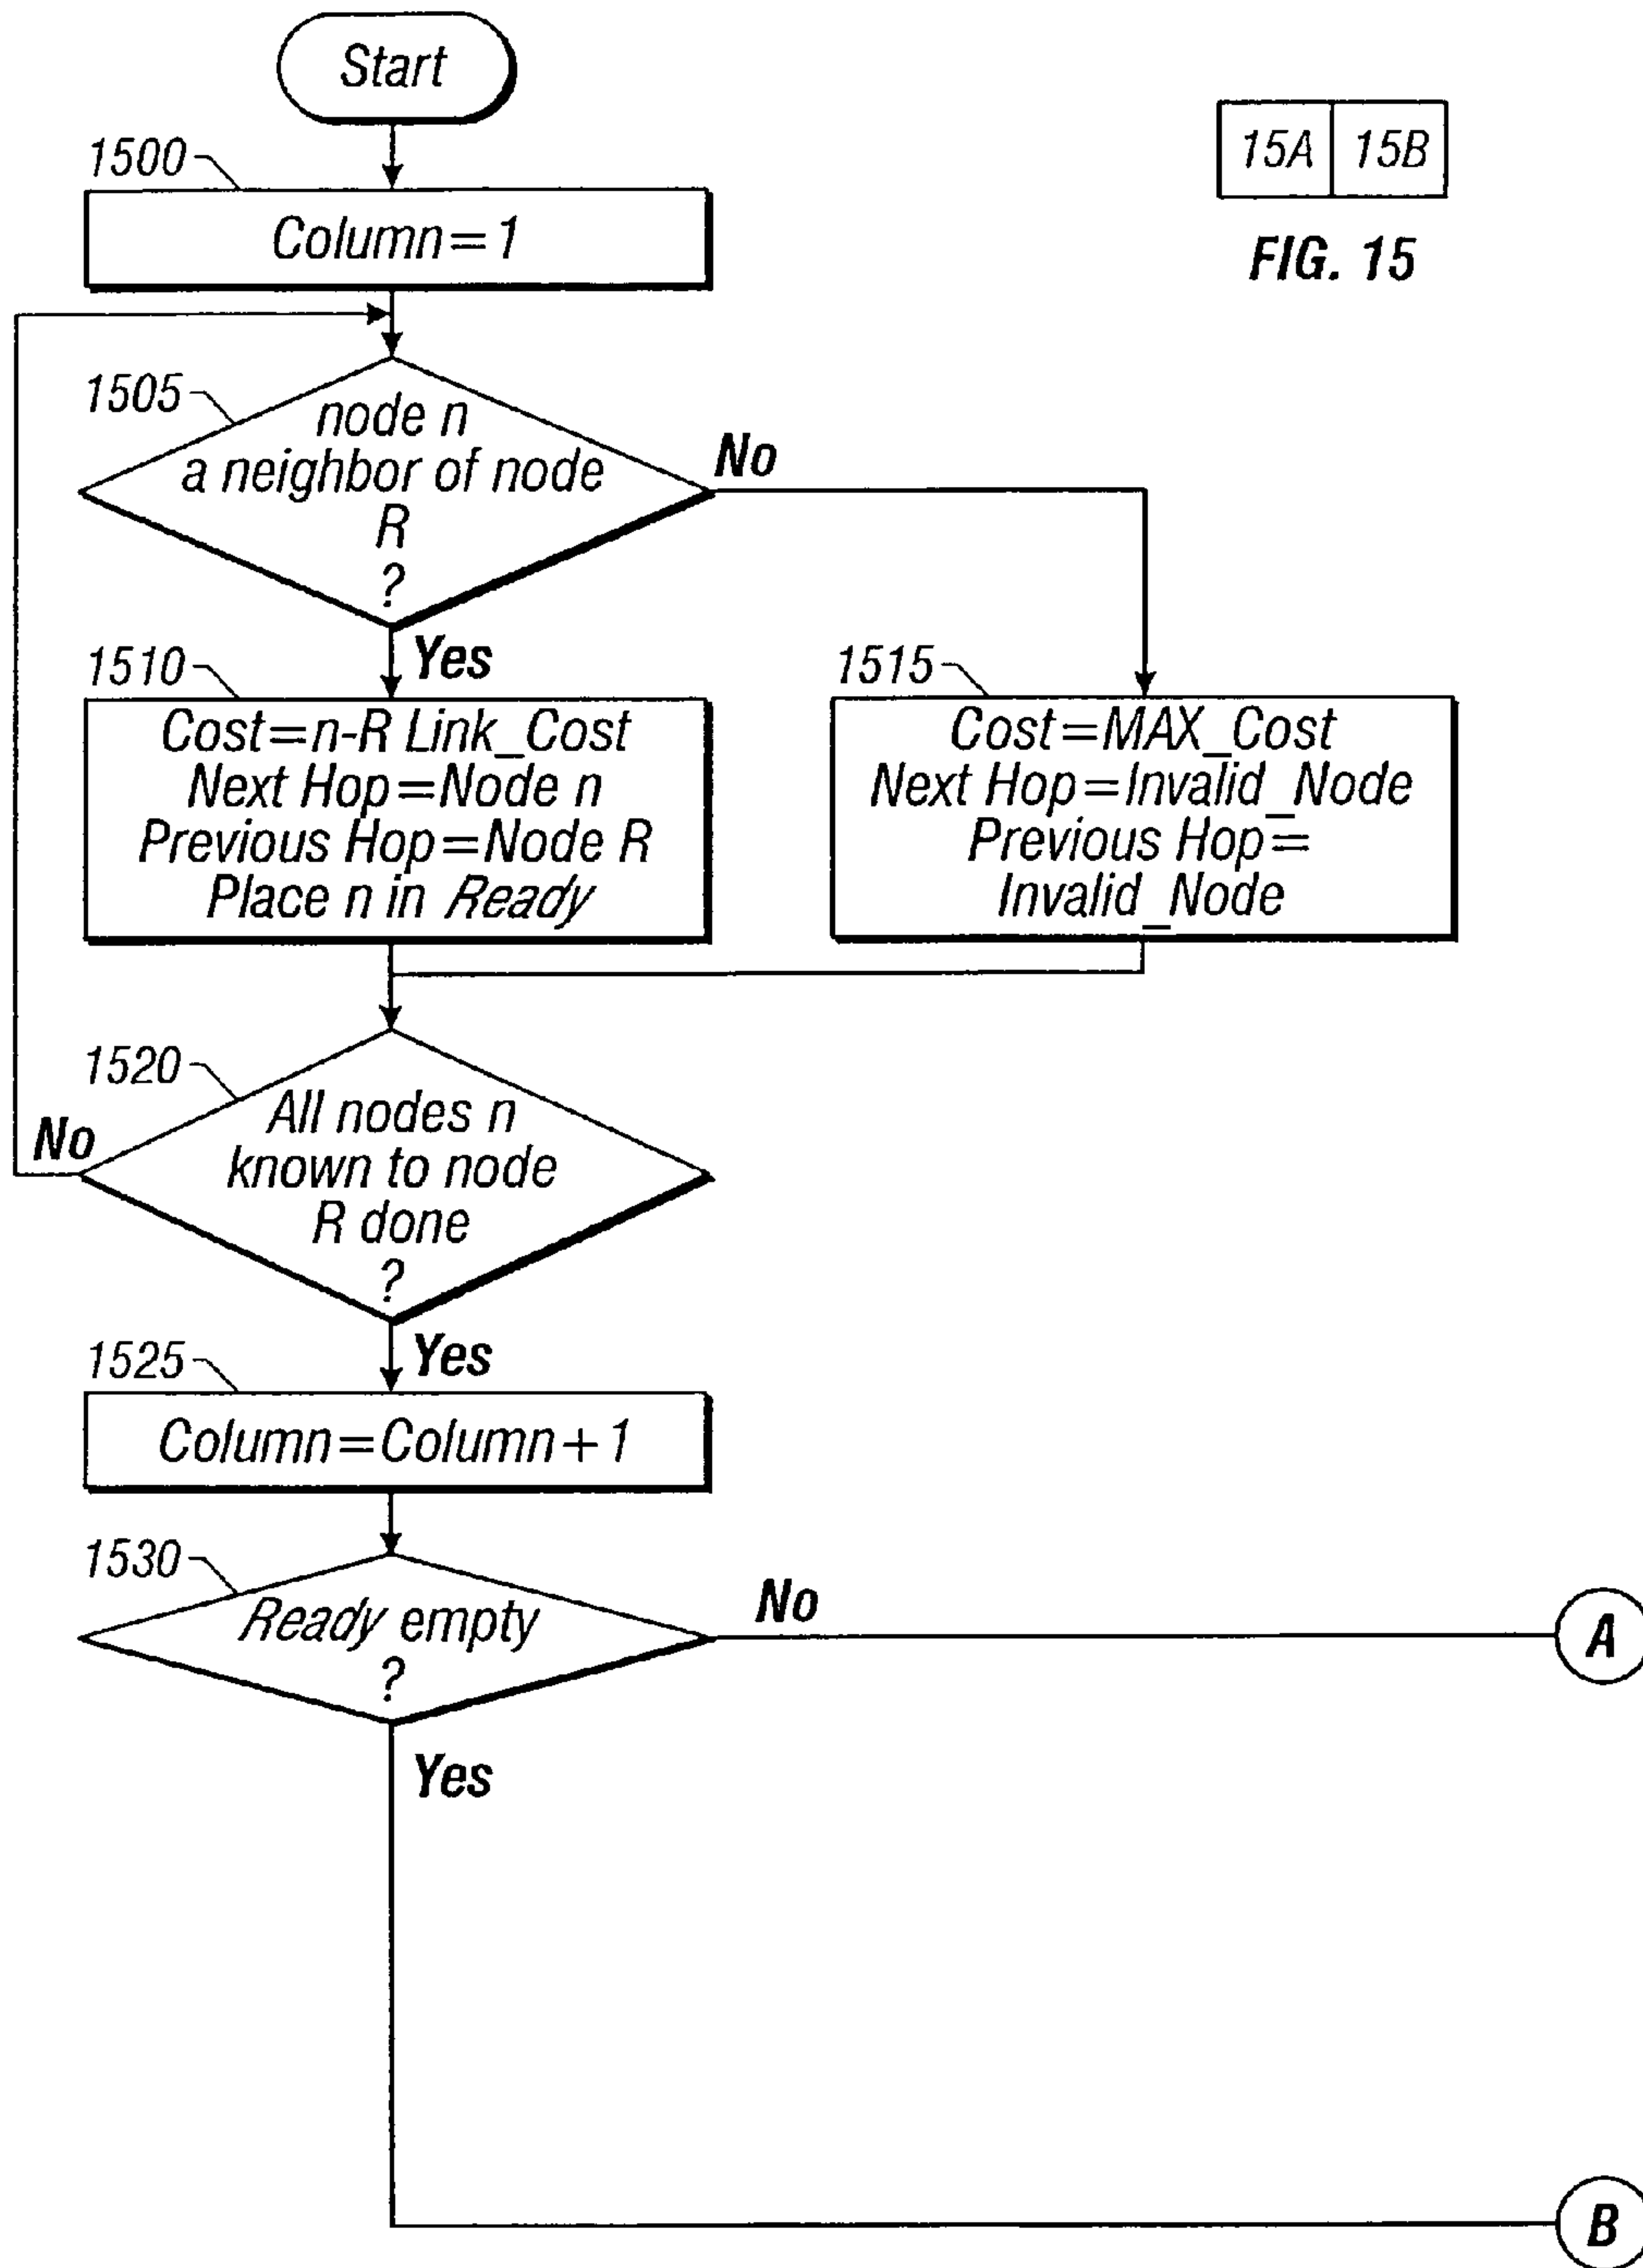 Start
15A 15B
FIG. 15
1500
Column=1
1505
node n
a neighbor of node
R
?
No
Yes
1510
Cost=n-R Link_Cost
Next Hop=Node n
Previous Hop=Node R
Place n in Ready
1515
Cost=MAX_Cost
Next Hop=Invalid_Node
Previous Hop=
Invalid_Node
1520
All nodes n
known to node
R done
?
No
Yes
1525
Column=Column+1
1530
Ready empty
?
No
A
Yes
B